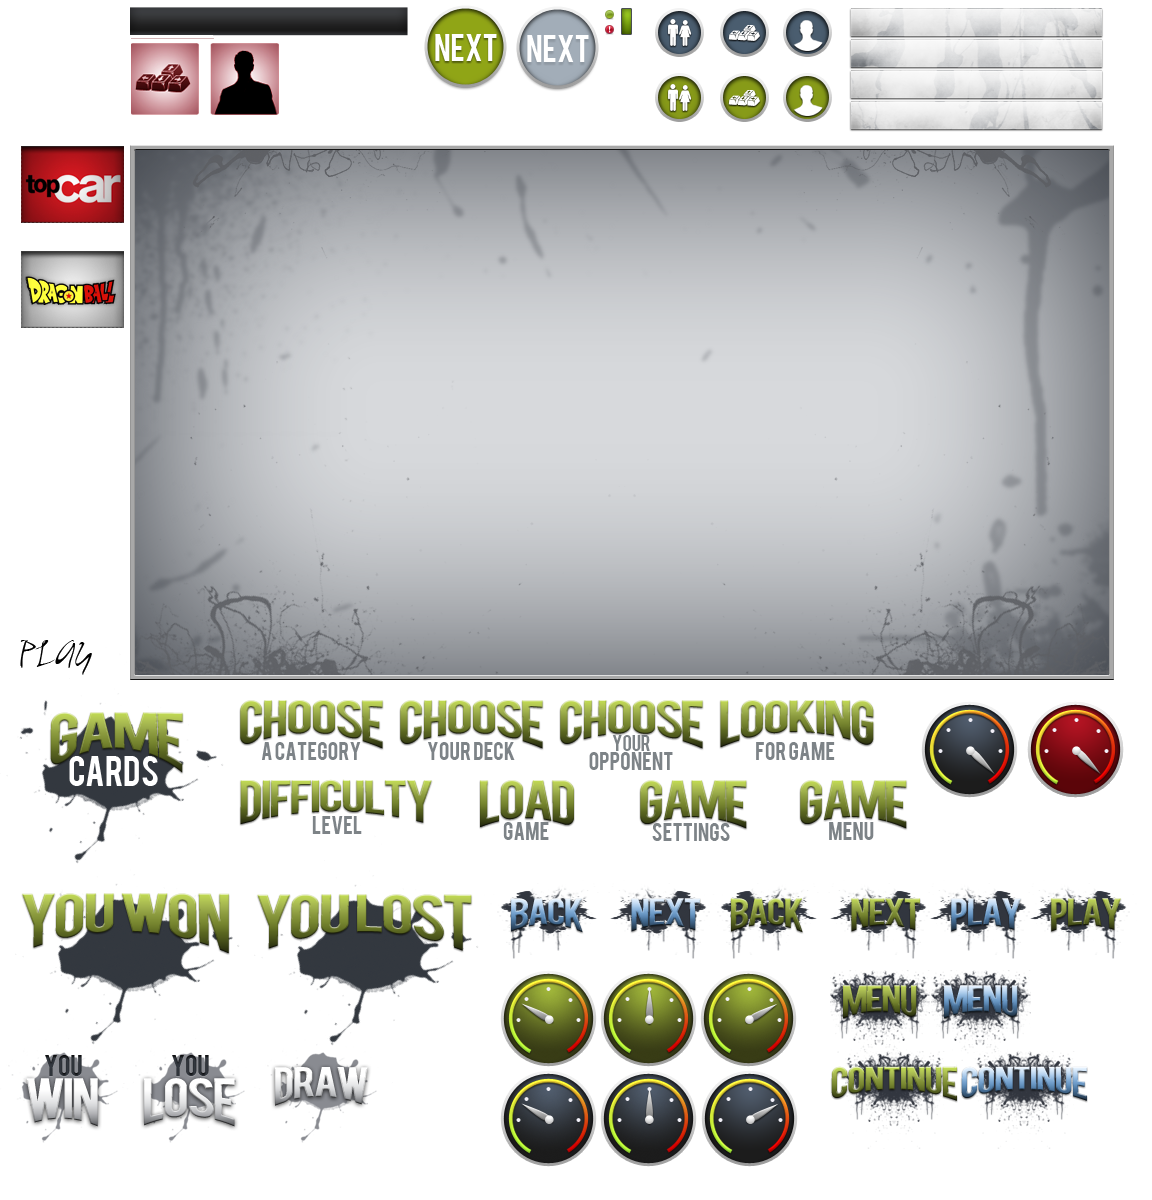 NEXT
NEXT
topcar
DRAGONBALL
PLAY
GAME
CARDS
CHOOSE
A CATEGORY
CHOOSE
YOUR DECK
CHOOSE
YOUR
OPPONENT
LOOKING
FOR GAME
DIFFICULTY
LEVEL
LOAD
GAME
GAME
SETTINGS
GAME
MENU
YOU WON
YOU LOST
BACK
NEXT
BACK
NEXT
PLAY
PLAY
MENU
MENU
YOU
WIN
YOU
LOSE
DRAW
CONTINUE
CONTINUE